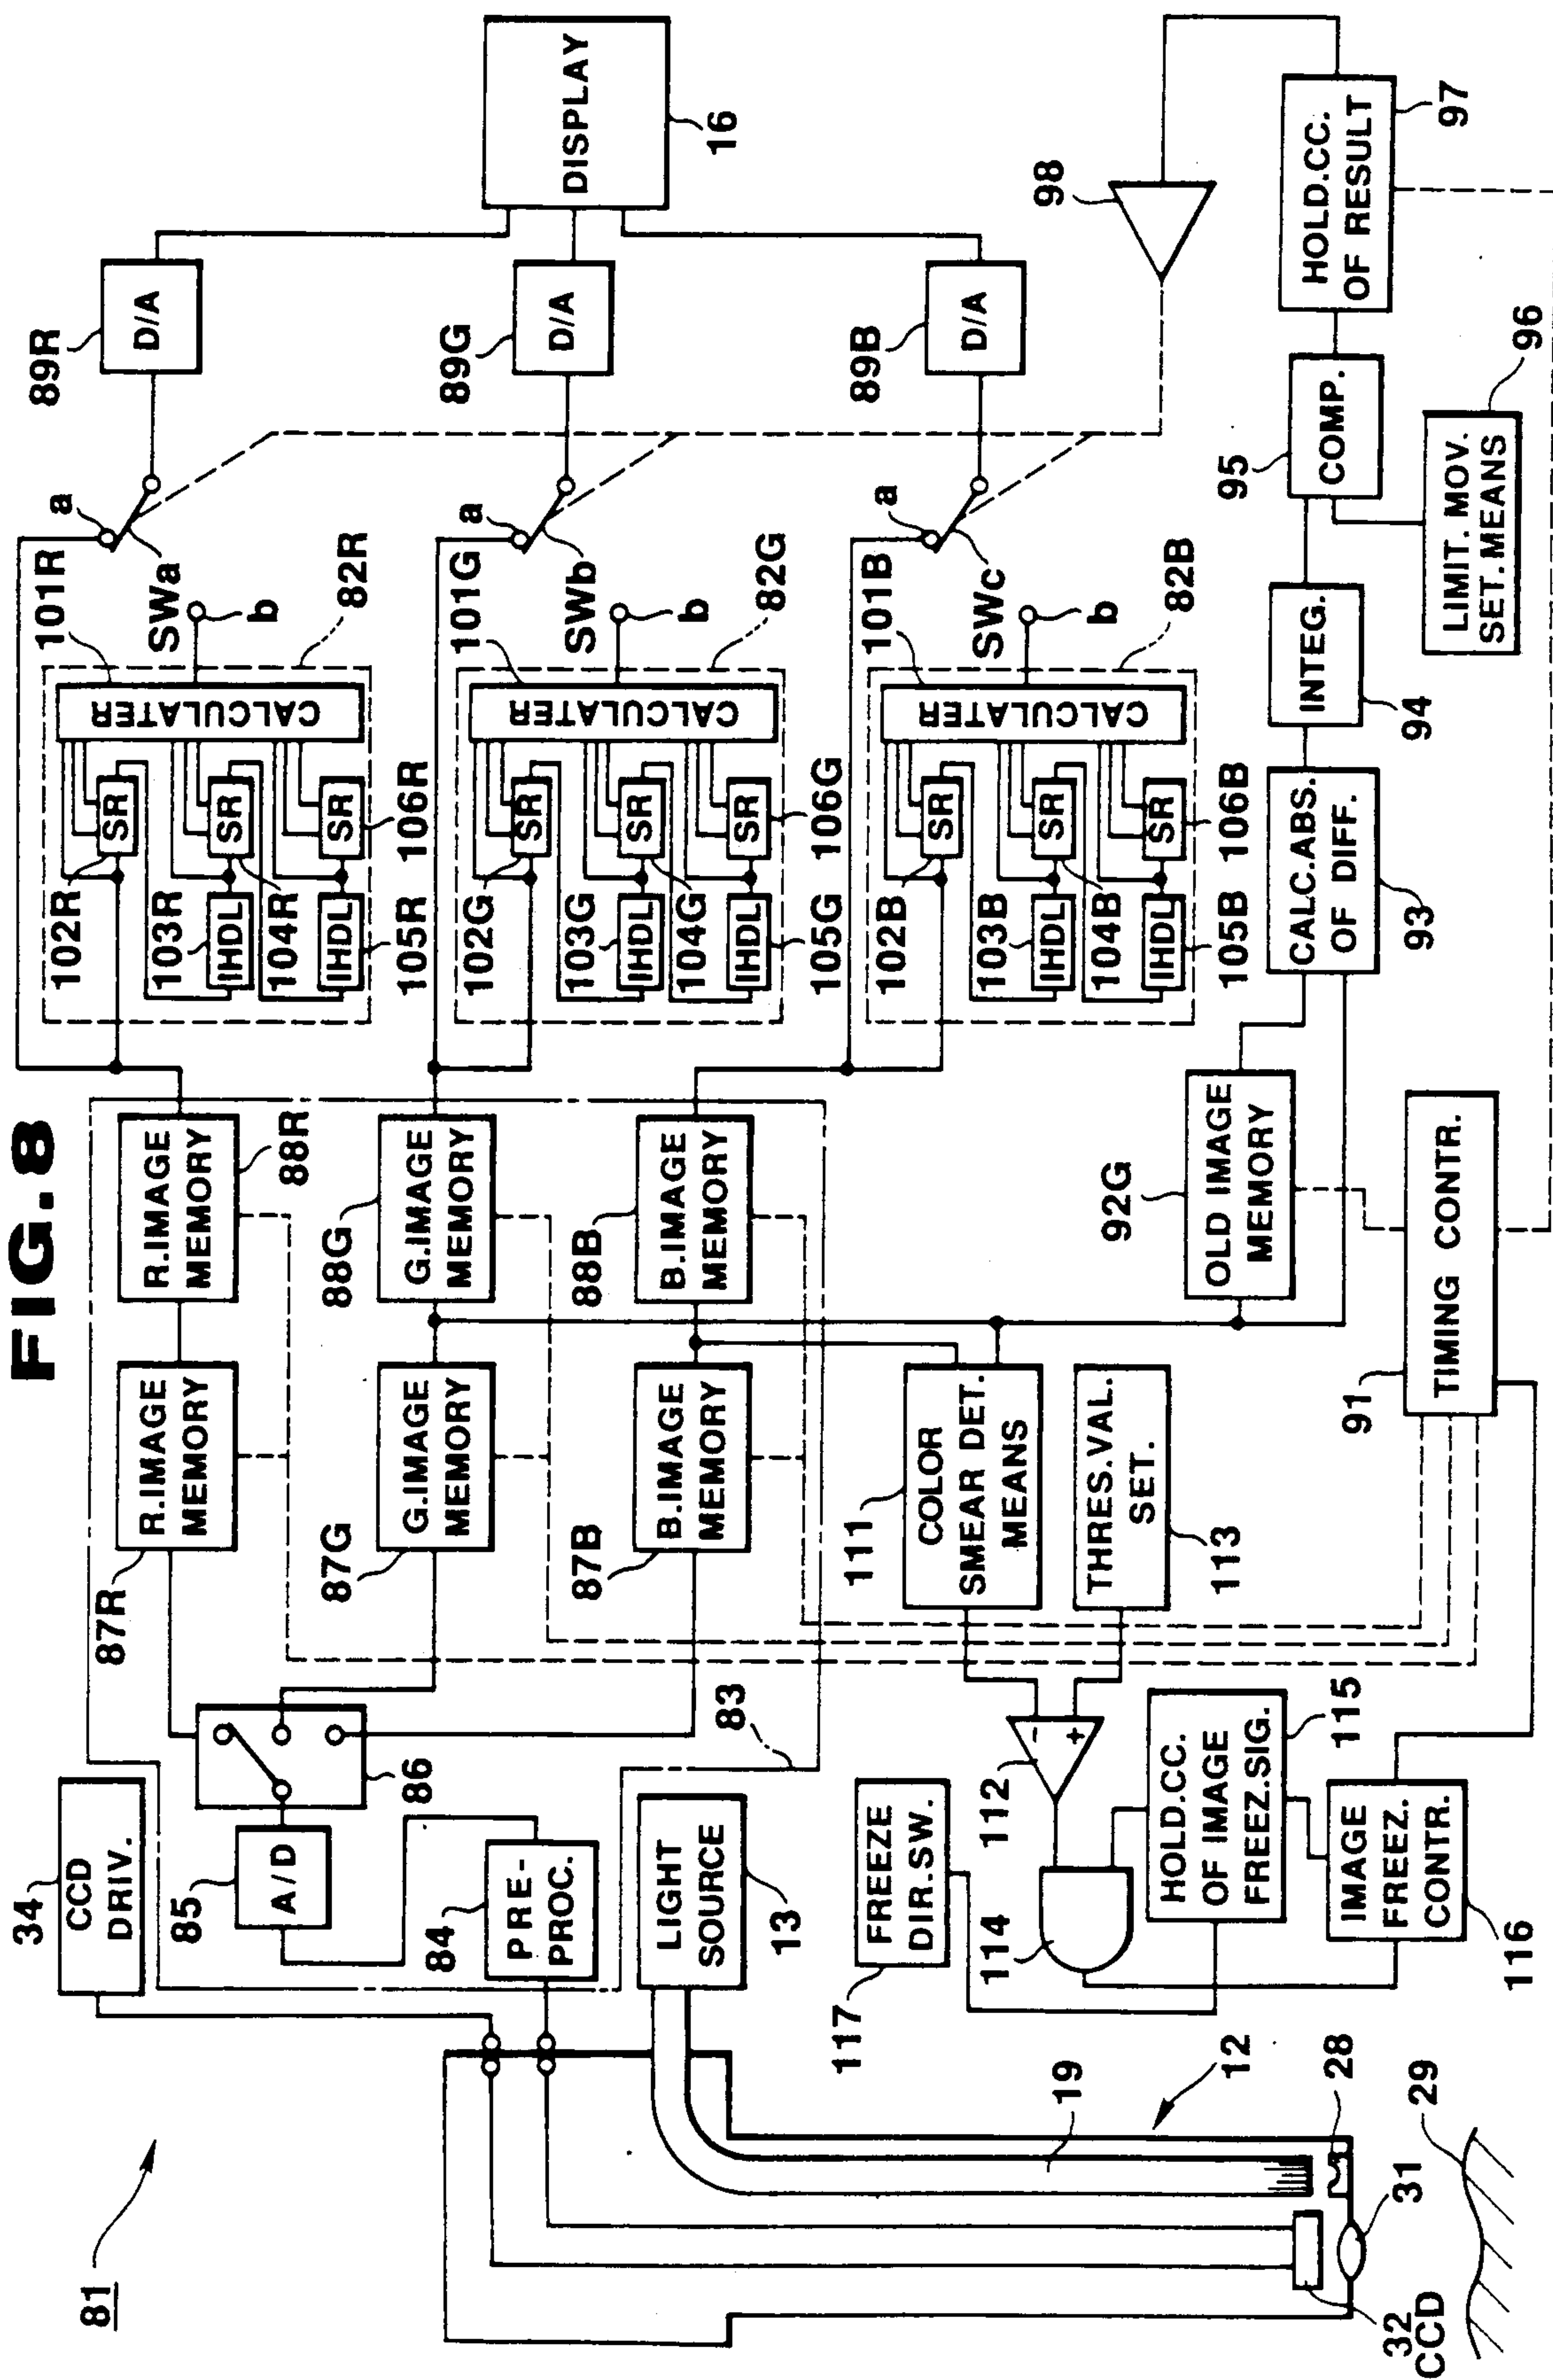 FIG.8
81
34
CCD
DRIV.
85
A/D
86
84
PRE-
PROC.
83
LIGHT
SOURCE
13
87R
R.IMAGE
MEMORY
R.IMAGE
MEMORY
88R
87G
G.IMAGE
MEMORY
88G
G.IMAGE
MEMORY
87B
B.IMAGE
MEMORY
88B
B.IMAGE
MEMORY
102R
SR
103R
IHDL
104R
SR
105R
IHDL
106R
SR
101R
CALCULATER
SWa
a
b
82R
89R
D/A
102G
SR
103G
IHDL
104G
SR
105G
IHDL
106G
SR
101G
CALCULATER
SWb
a
b
82G
89G
D/A
DISPLAY
16
102B
SR
103B
IHDL
104B
SR
105B
IHDL
106B
SR
101B
CALCULATER
SWc
a
b
82B
89B
D/A
98
117
FREEZE
DIR.SW.
114
112
-
+
111
COLOR
SMEAR DET.
MEANS
THRES.VAL.
SET.
113
HOLD.CC.
OF IMAGE
FREEZ.SIG.
115
IMAGE
FREEZ.
CONTR.
116
92G
OLD IMAGE
MEMORY
91
TIMING CONTR.
CALC.ABS.
OF DIFF.
93
INTEG.
94
95
COMP.
LIMIT. MOV.
SET.MEANS
96
HOLD.CC.
OF RESULT
97
12
19
28
29
31
32
CCD